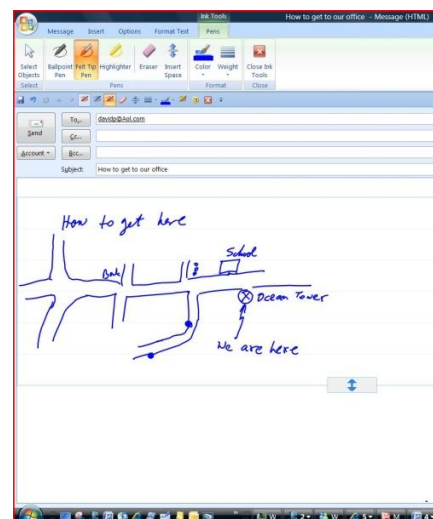 Ink Tools
How to get to our office - Message (HTML)
Message Insert Options Format Text Pens
Select Objects
Ballpoint Pen
Felt Tip Pen
Highlighter
Eraser
Insert Space
Color
Weight
Close Ink Tools
Select Pens Format Close
Send
To...
davidp@Aol.com
Cc...
Account
Bcc...
Subject: How to get to our office
How to get here
School
Bank
Ocean Tower
We are here